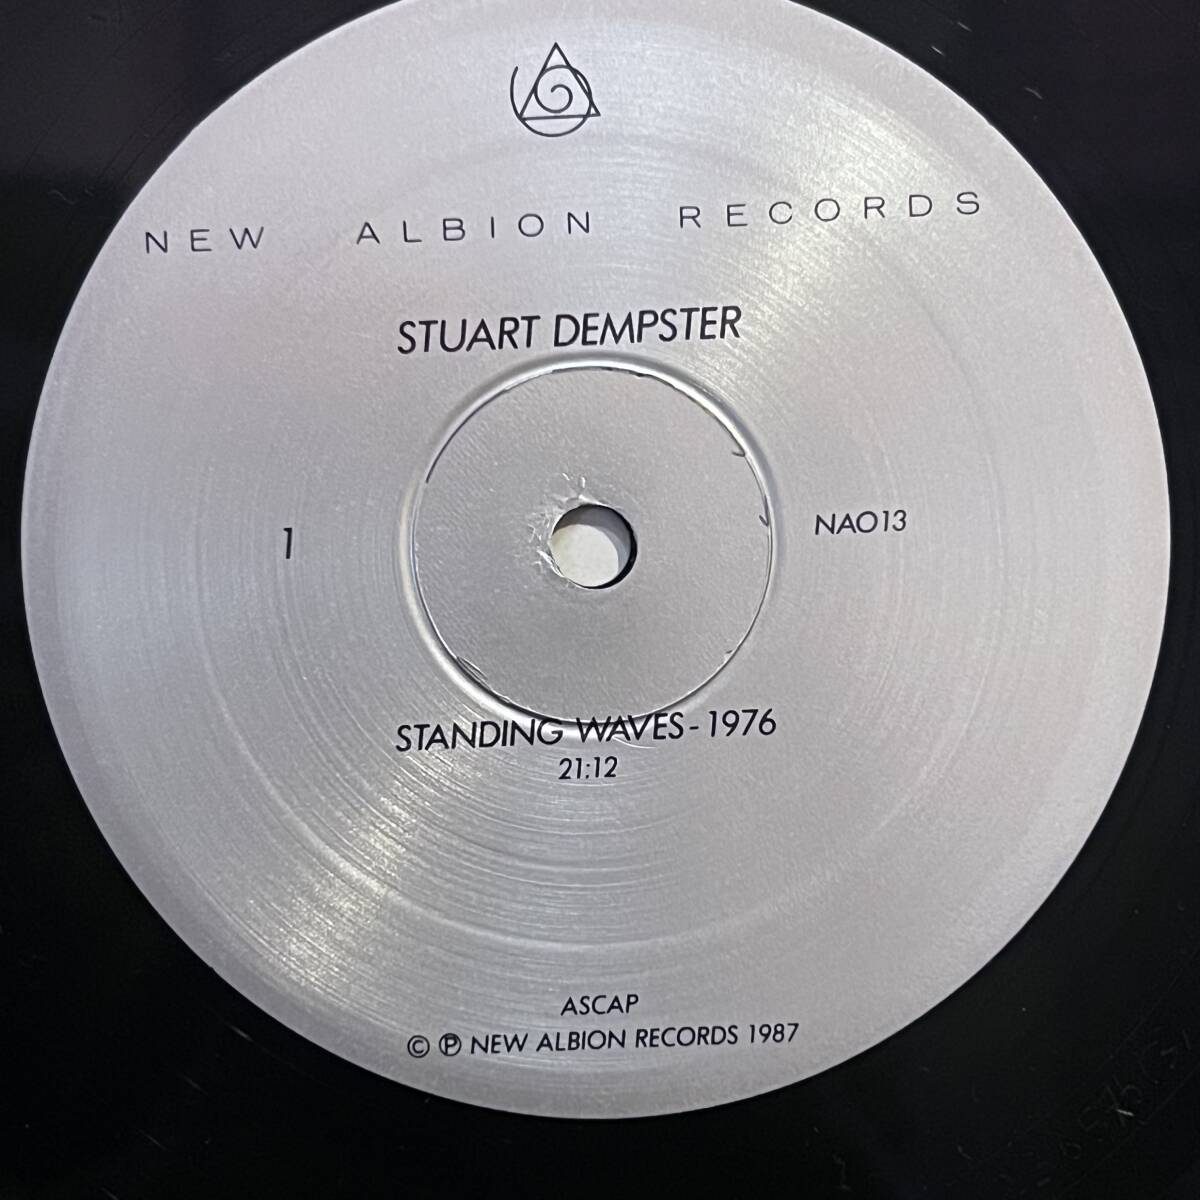 NEW ALBION RECORDS
STUART DEMPSTER
1
NA013
STANDING WAVES - 1976
21:12
ASCAP
© ℗ NEW ALBION RECORDS 1987